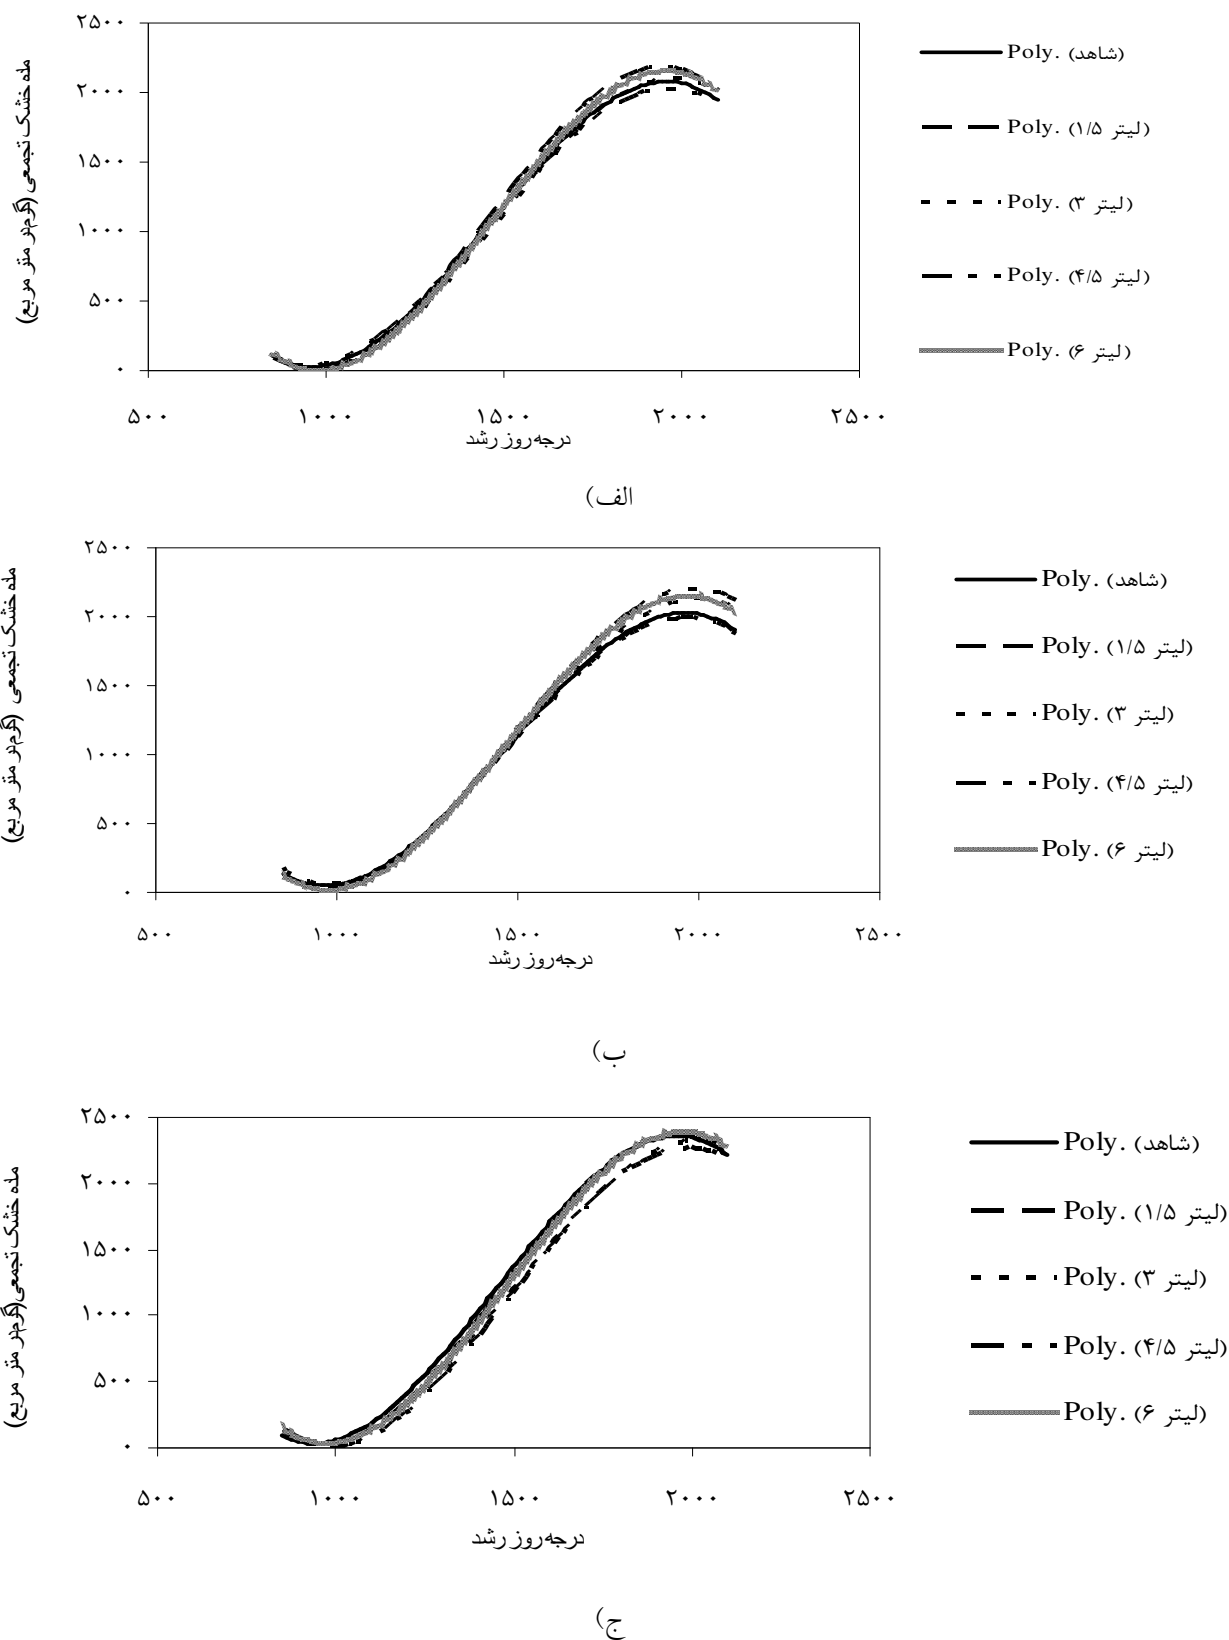 ماده خشک تجمعی (گرم در متر مربع)
۲۵۰۰
۲۰۰۰
۱۵۰۰
۱۰۰۰
۵۰۰
۰
۵۰۰ ۱۰۰۰ ۱۵۰۰ ۲۰۰۰ ۲۵۰۰
درجه روز رشد
Poly. (شاهد)
Poly. (۱/۵ لیتر)
Poly. (۳ لیتر)
Poly. (۴/۵ لیتر)
Poly. (۶ لیتر)
الف)
ماده خشک تجمعی (گرم در متر مربع)
۲۵۰۰
۲۰۰۰
۱۵۰۰
۱۰۰۰
۵۰۰
۰
۵۰۰ ۱۰۰۰ ۱۵۰۰ ۲۰۰۰ ۲۵۰۰
درجه روز رشد
Poly. (شاهد)
Poly. (۱/۵ لیتر)
Poly. (۳ لیتر)
Poly. (۴/۵ لیتر)
Poly. (۶ لیتر)
ب)
ماده خشک تجمعی (گرم در متر مربع)
۲۵۰۰
۲۰۰۰
۱۵۰۰
۱۰۰۰
۵۰۰
۰
۵۰۰ ۱۰۰۰ ۱۵۰۰ ۲۰۰۰ ۲۵۰۰
درجه روز رشد
Poly. (شاهد)
Poly. (۱/۵ لیتر)
Poly. (۳ لیتر)
Poly. (۴/۵ لیتر)
Poly. (۶ لیتر)
ج)